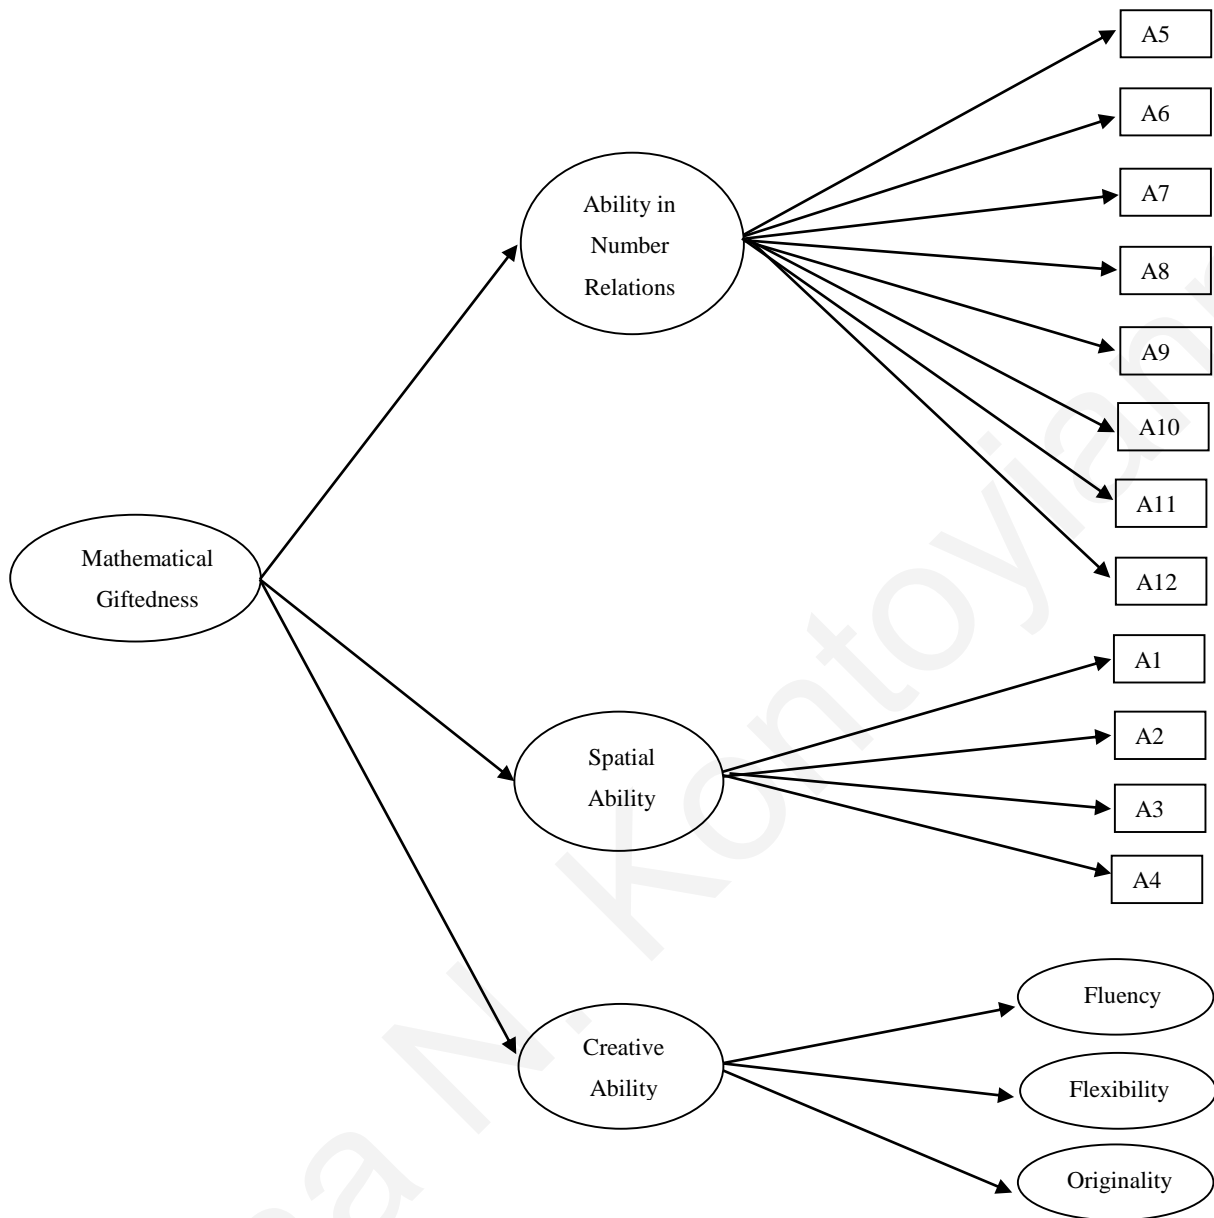 A5
A6
Ability in
Number
Relations
A7
A8
A9
A10
A11
A12
Mathematical
Giftedness
A1
A2
A3
A4
Spatial
Ability
Creative
Ability
Fluency
Flexibility
Originality
N. Kontoyiann